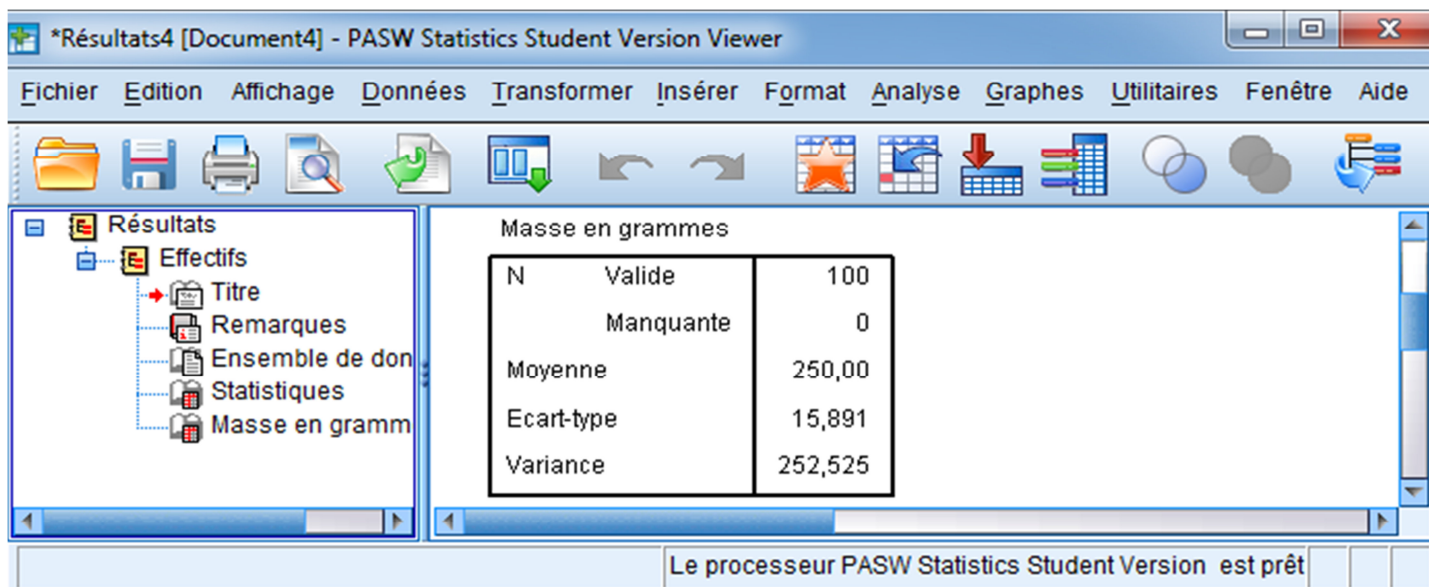 *Résultats4 [Document4] - PASW Statistics Student Version Viewer
Fichier Edition Affichage Données Transformer Insérer Format Analyse Graphes Utilitaires Fenêtre Aide
Résultats
Effectifs
Titre
Remarques
Ensemble de don
Statistiques
Masse en gramm
Masse en grammes
N Valide 100
Manquante 0
Moyenne 250,00
Ecart-type 15,891
Variance 252,525
Le processeur PASW Statistics Student Version est prêt